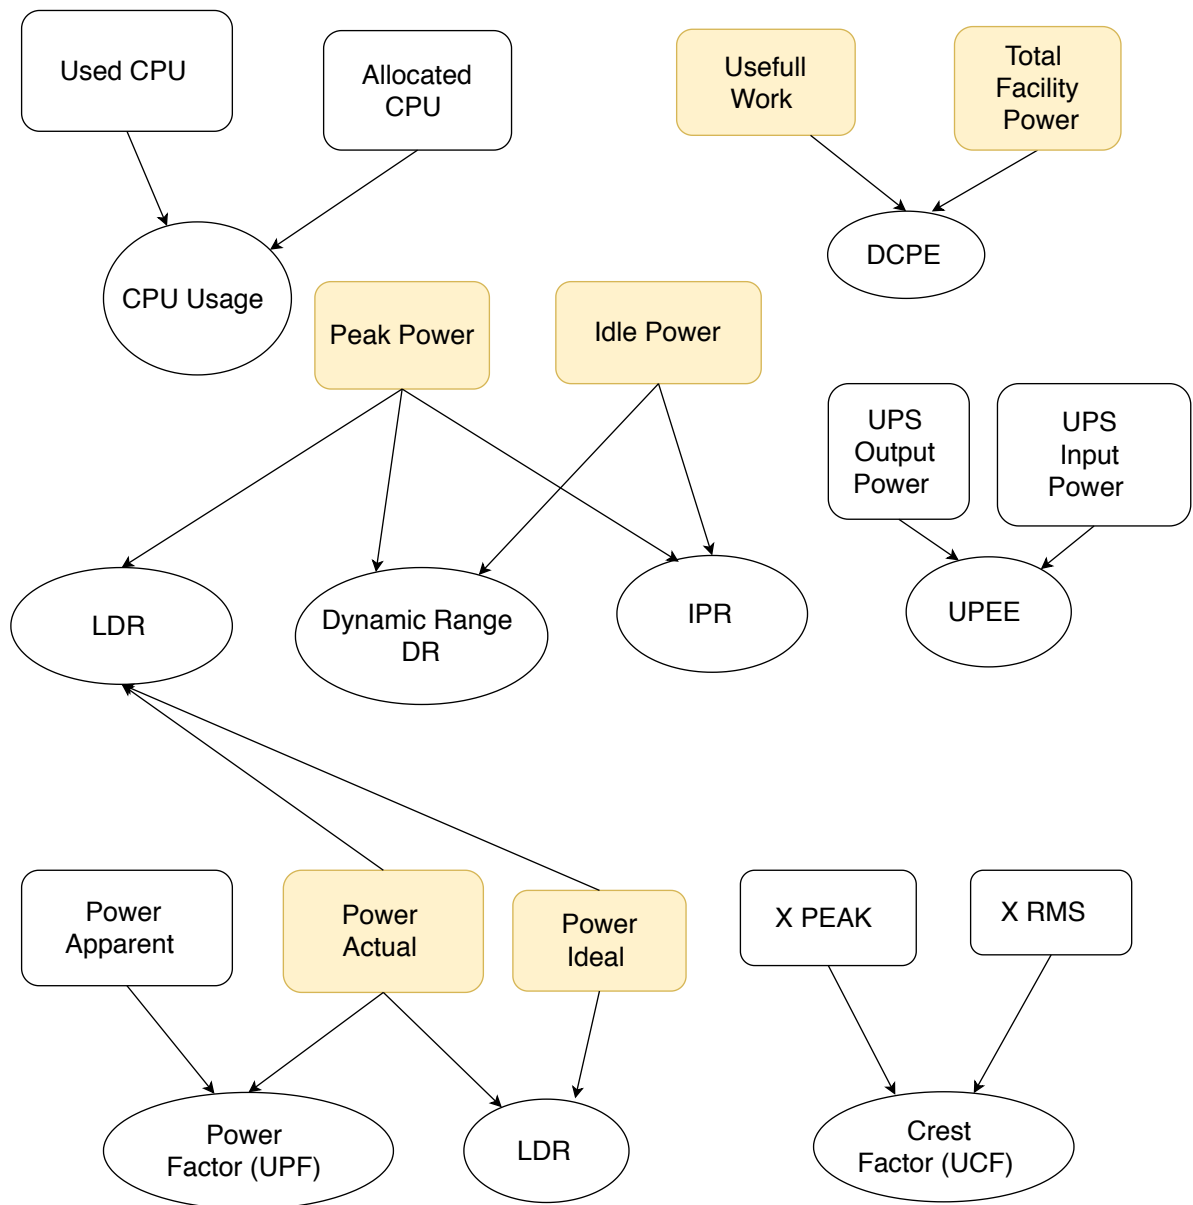 Used CPU
Allocated
CPU
Usefull
Work
Total
Facility
Power
CPU Usage
DCPE
Peak Power
Idle Power
UPS
Output
Power
UPS
Input
Power
LDR
Dynamic Range
DR
IPR
UPEE
Power
Apparent
Power
Actual
Power
Ideal
X PEAK
X RMS
Power
Factor (UPF)
LDR
Crest
Factor (UCF)